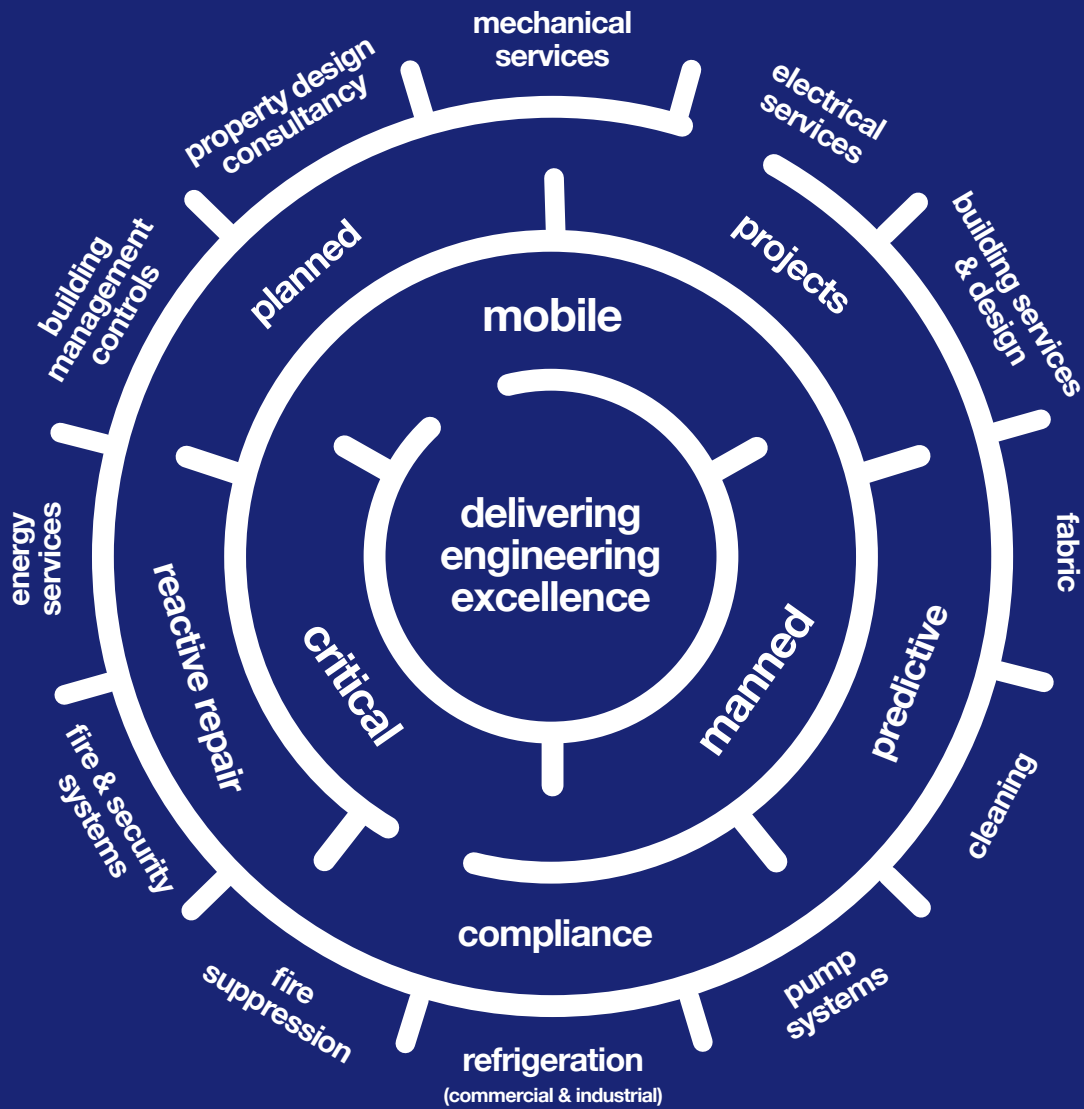 mechanical
services
electrical
services
building services
& design
fabric
cleaning
pump
systems
refrigeration
(commercial & industrial)
fire
suppression
fire & security
systems
energy
services
building
management
controls
property design
consultancy
planned
projects
predictive
compliance
reactive repair
mobile
manned
critical
delivering
engineering
excellence